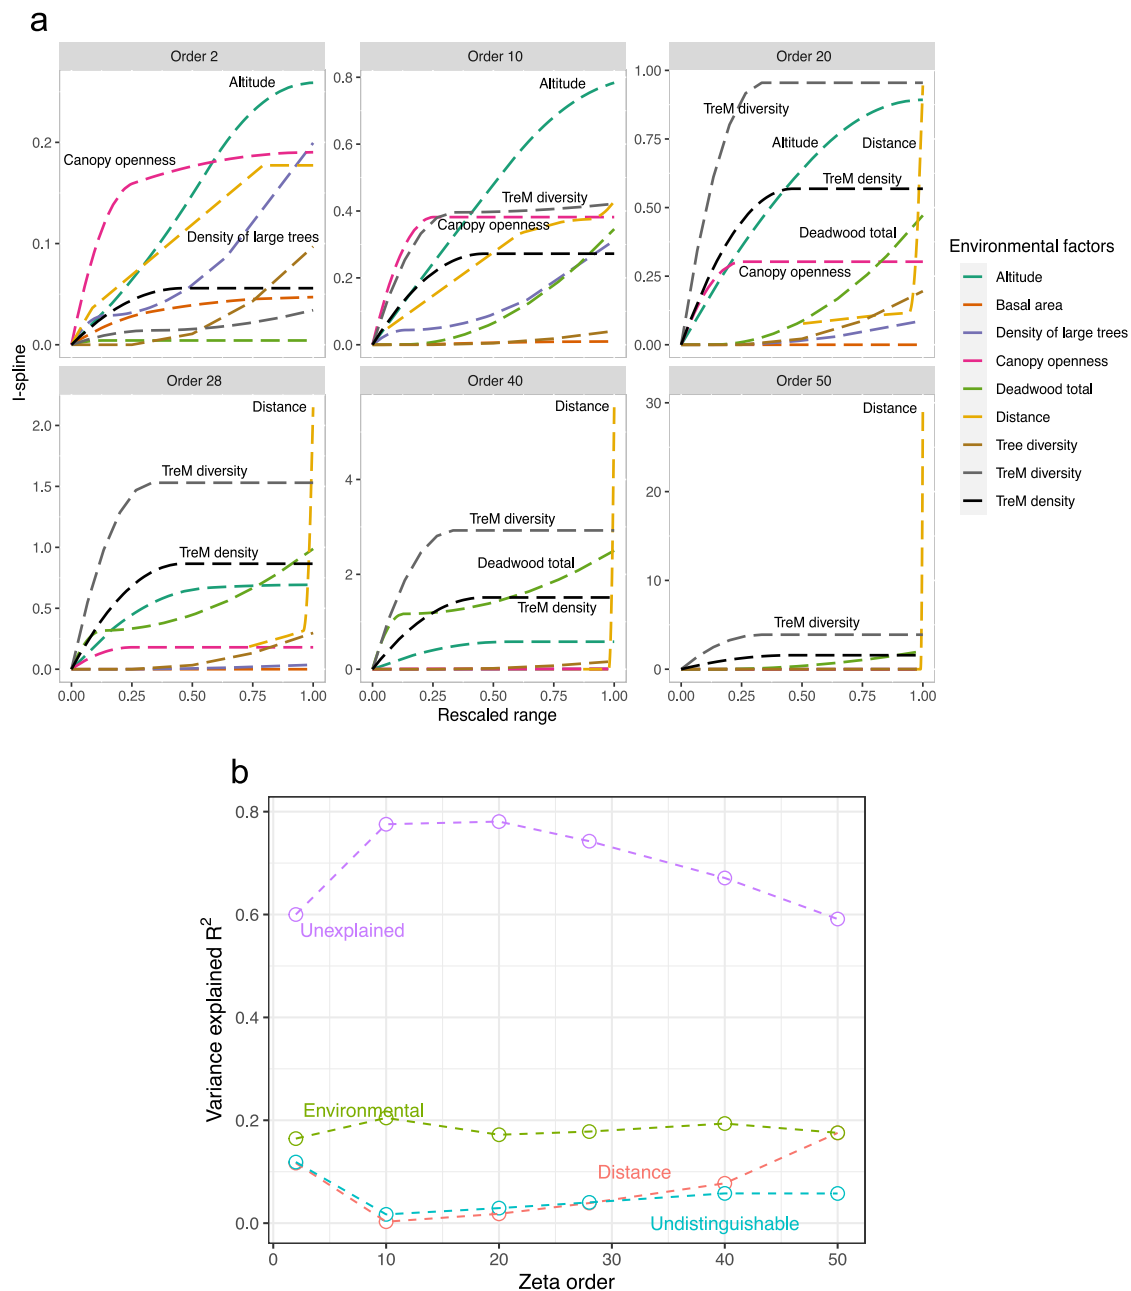 a
Order 2
Order 10
Order 20
Altitude
Canopy openness
Density of large trees
0.2
0.1
0.0
Altitude
TreM diversity
Canopy openness
0.8
0.6
0.4
0.2
0.0
TreM diversity
Altitude
Distance
TreM density
Deadwood total
Canopy openness
1.00
0.75
0.50
0.25
0.00
I-spline
Order 28
Order 40
Order 50
Distance
TreM diversity
TreM density
2.0
1.5
1.0
0.5
0.0
0.00 0.25 0.50 0.75 1.00
Distance
TreM diversity
Deadwood total
TreM density
4
2
0
0.00 0.25 0.50 0.75 1.00
Distance
TreM diversity
30
20
10
0
0.00 0.25 0.50 0.75 1.00
Rescaled range
Environmental factors
Altitude
Basal area
Density of large trees
Canopy openness
Deadwood total
Distance
Tree diversity
TreM diversity
TreM density
b
Variance explained R²
0.8
0.6
0.4
0.2
0.0
Unexplained
Environmental
Distance
Undistinguishable
0 10 20 30 40 50
Zeta order